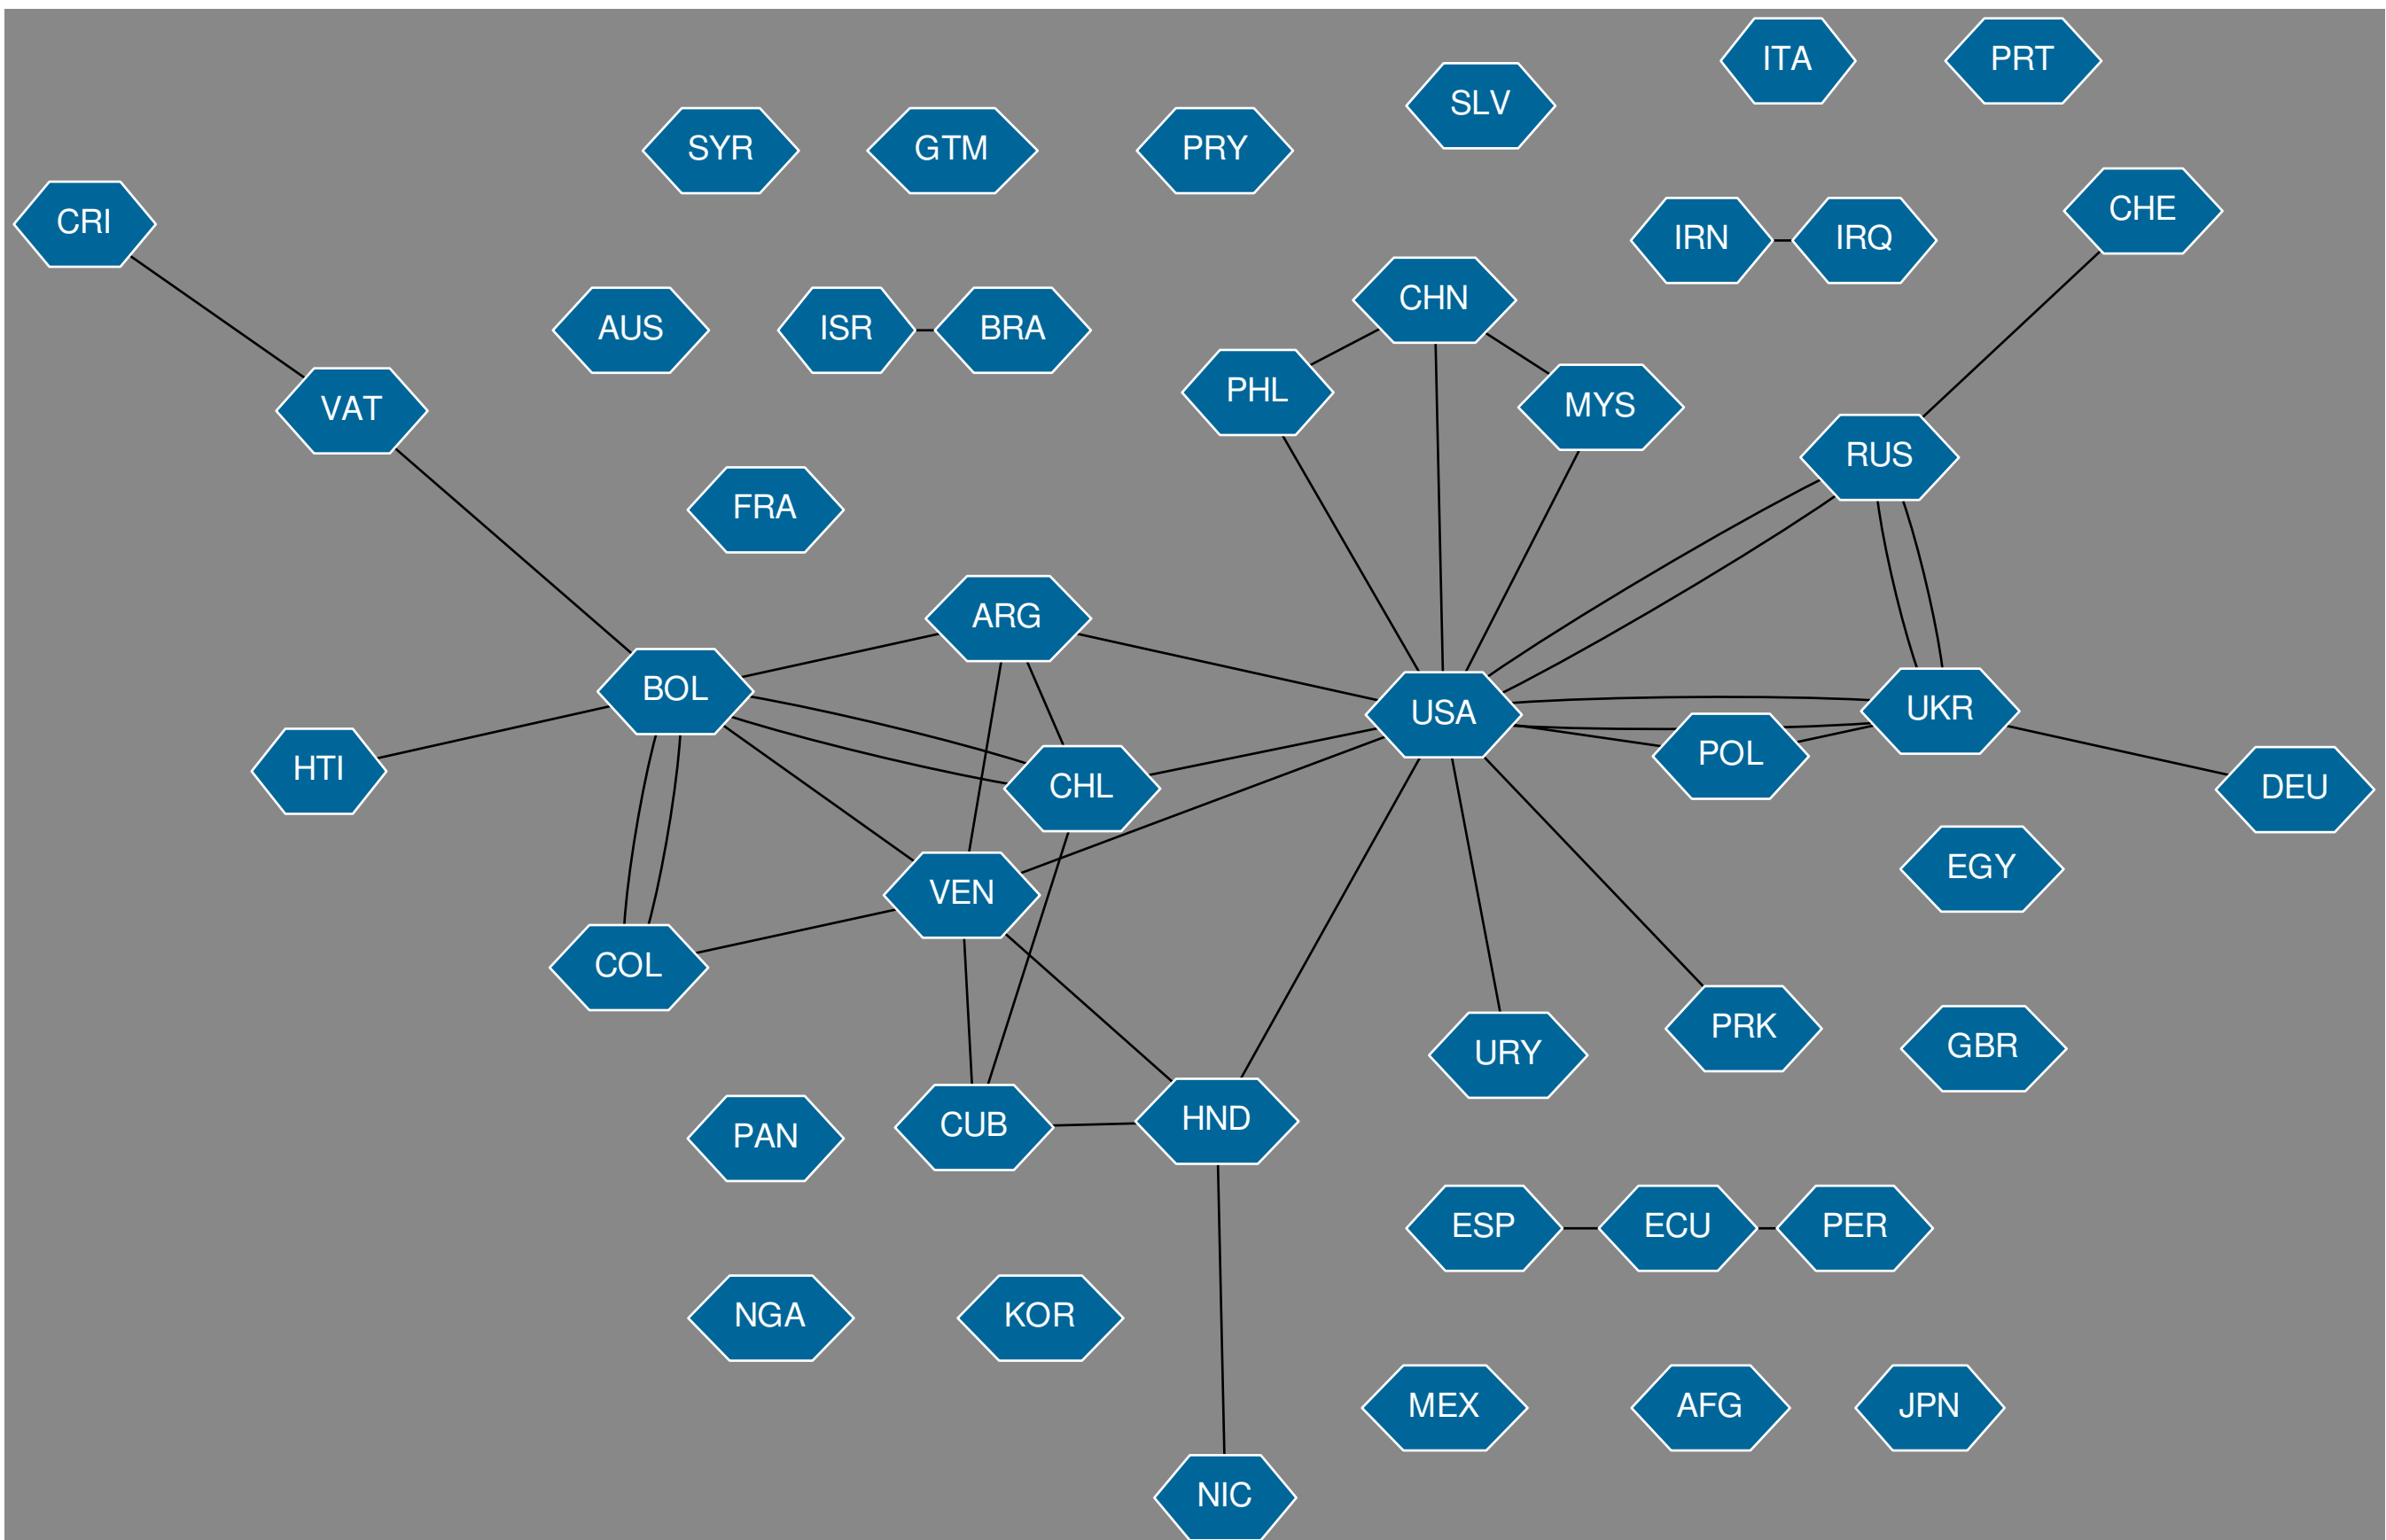 ITA
PRT
SLV
SYR
GTM
PRY
CRI
CHE
IRN
IRQ
CHN
AUS
ISR
BRA
PHL
MYS
VAT
RUS
FRA
ARG
BOL
USA
UKR
POL
HTI
CHL
DEU
EGY
VEN
COL
PRK
GBR
URY
HND
CUB
PAN
ESP
ECU
PER
NGA
KOR
MEX
AFG
JPN
NIC